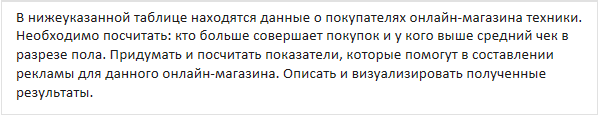 В нижеуказанной таблице находятся данные о покупателях онлайн-магазина техники.
Необходимо посчитать: кто больше совершает покупок и у кого выше средний чек в
разрезе пола. Придумать и посчитать показатели, которые помогут в составлении
рекламы для данного онлайн-магазина. Описать и визуализировать полученные
результаты.